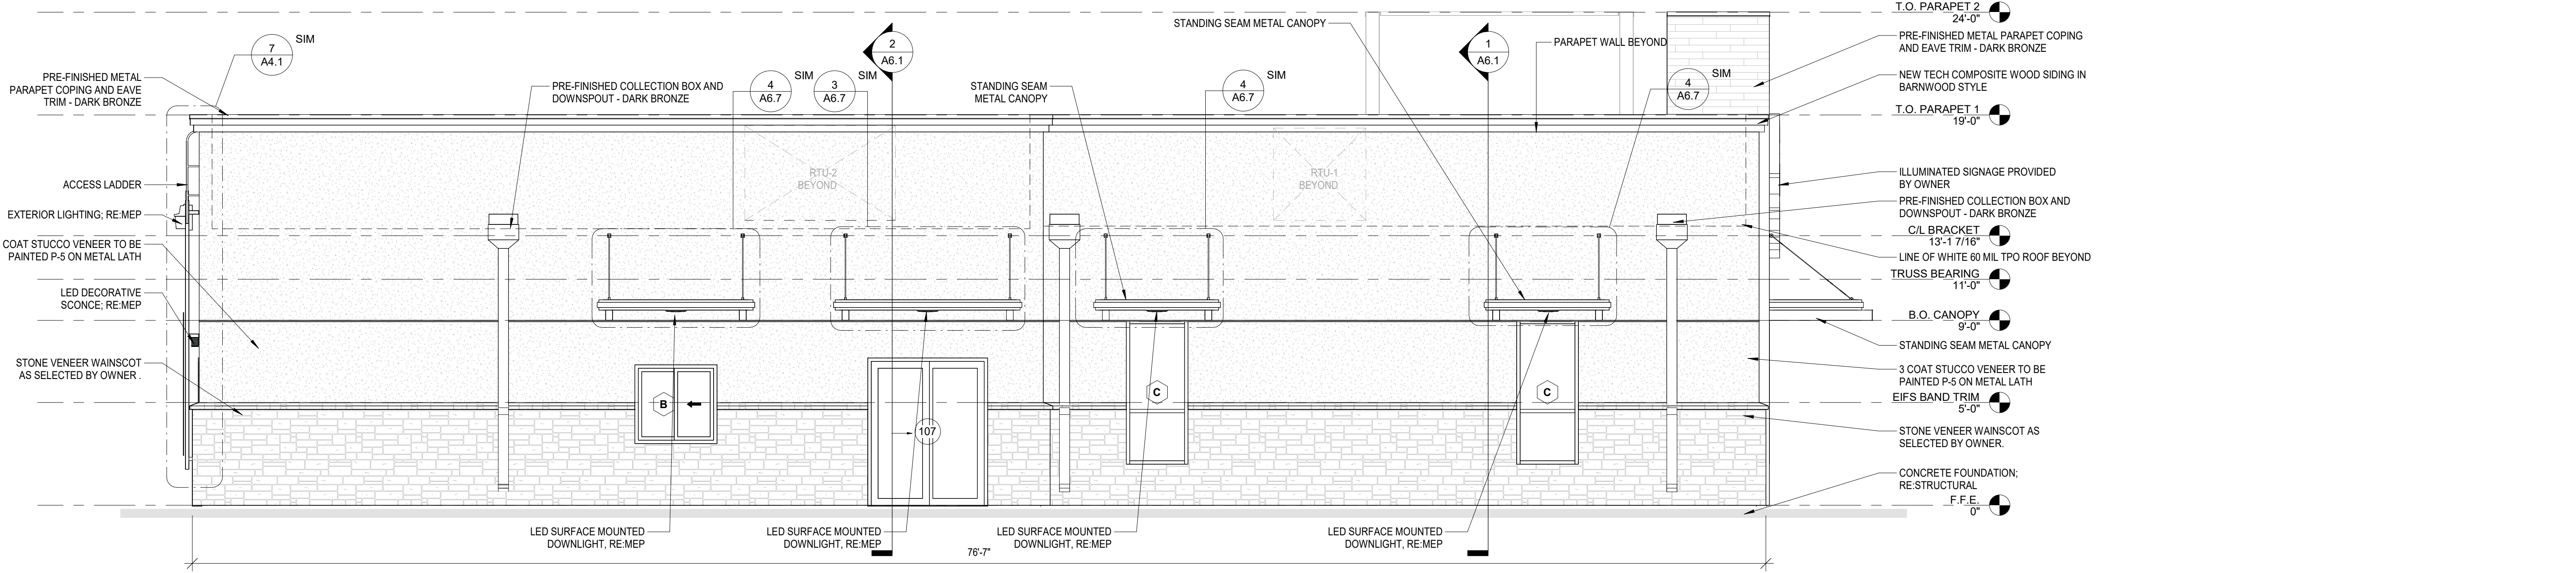 STANDING SEAM METAL CANOPY
T.O. PARAPET 2
24'-0"
7
A4.1
SIM
2
A6.1
1
A6.1
PARAPET WALL BEYOND
PRE-FINISHED METAL PARAPET COPING
AND EAVE TRIM - DARK BRONZE
PRE-FINISHED METAL
PARAPET COPING AND EAVE
TRIM - DARK BRONZE
PRE-FINISHED COLLECTION BOX AND
DOWNSPOUT - DARK BRONZE
4
A6.7
SIM
3
A6.7
SIM
STANDING SEAM
METAL CANOPY
4
A6.7
SIM
4
A6.7
SIM
NEW TECH COMPOSITE WOOD SIDING IN
BARNWOOD STYLE
T.O. PARAPET 1
19'-0"
RTU-2
BEYOND
RTU-1
BEYOND
ACCESS LADDER
EXTERIOR LIGHTING; RE:MEP
COAT STUCCO VENEER TO BE
PAINTED P-5 ON METAL LATH
LED DECORATIVE
SCONCE; RE:MEP
STONE VENEER WAINSCOT
AS SELECTED BY OWNER .
ILLUMINATED SIGNAGE PROVIDED
BY OWNER
PRE-FINISHED COLLECTION BOX AND
DOWNSPOUT - DARK BRONZE
C/L BRACKET
13'-1 7/16"
LINE OF WHITE 60 MIL TPO ROOF BEYOND
TRUSS BEARING
11'-0"
B.O. CANOPY
9'-0"
STANDING SEAM METAL CANOPY
3 COAT STUCCO VENEER TO BE
PAINTED P-5 ON METAL LATH
EIFS BAND TRIM
5'-0"
STONE VENEER WAINSCOT AS
SELECTED BY OWNER.
CONCRETE FOUNDATION;
RE:STRUCTURAL
F.F.E.
0"
B
107
C
C
LED SURFACE MOUNTED
DOWNLIGHT, RE:MEP
LED SURFACE MOUNTED
DOWNLIGHT, RE:MEP
LED SURFACE MOUNTED
DOWNLIGHT, RE:MEP
LED SURFACE MOUNTED
DOWNLIGHT, RE:MEP
76'-7"